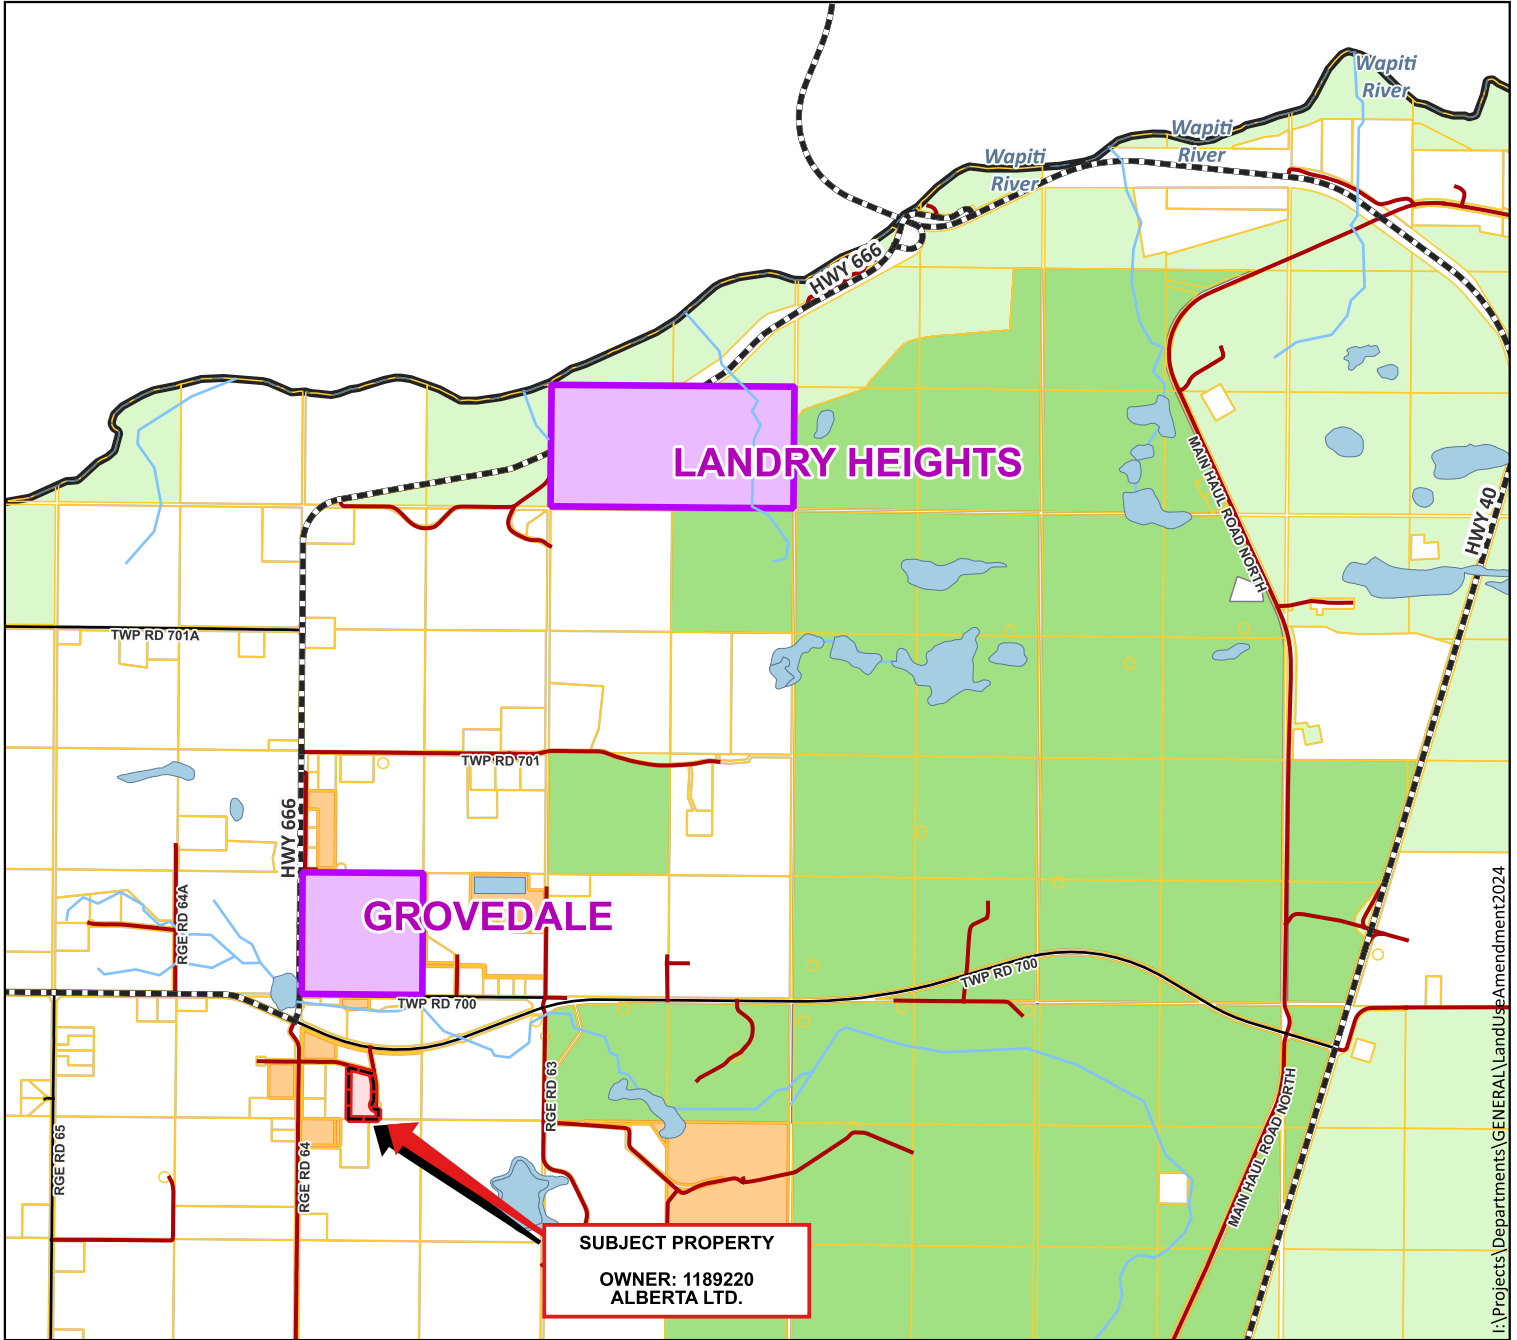 Wapiti
River
Wapiti
River
Wapiti
River
HWY 666
LANDRY HEIGHTS
MAIN HAUL ROAD NORTH
HWY 40
TWP RD 701A
TWP RD 701
HWY 666
RGE RD 64A
GROVEDALE
TWP RD 700
TWP RD 700
RGE RD 63
RGE RD 65
RGE RD 64
MAIN HAUL ROAD NORTH
SUBJECT PROPERTY
OWNER: 1189220
ALBERTA LTD.
I:\Projects\Departments\GENERAL\LandUseAmendment2024